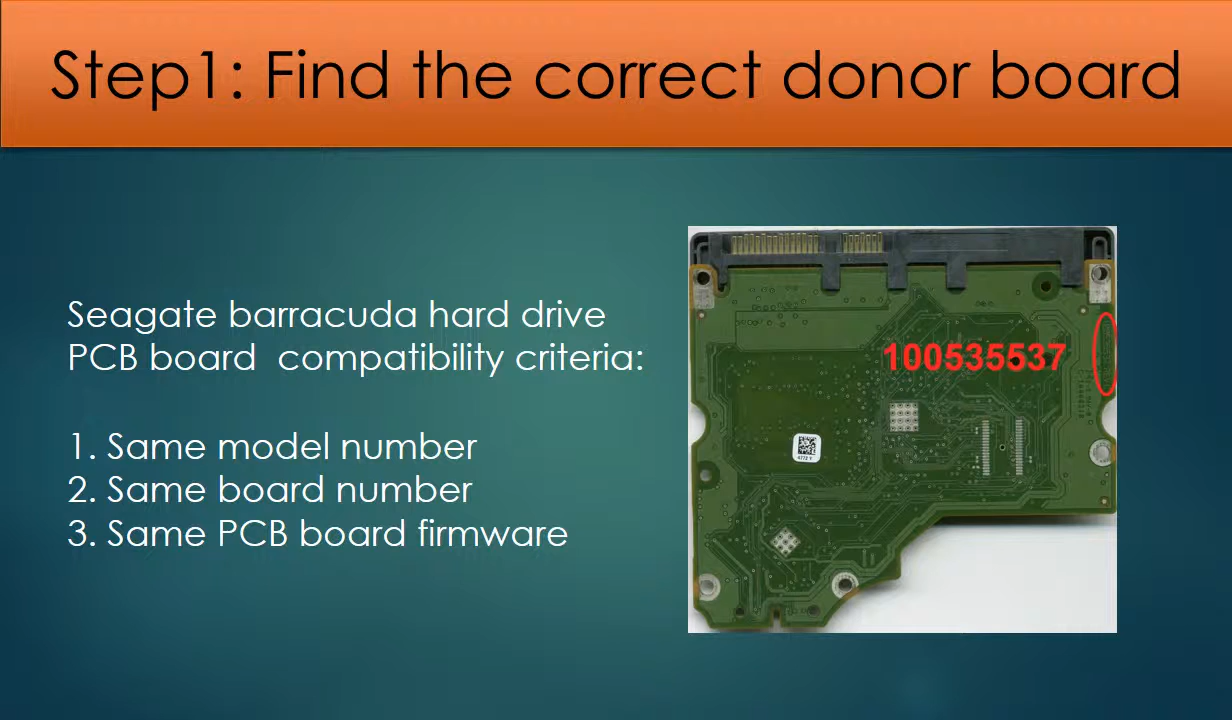 Step1: Find the correct donor board
Seagate barracuda hard drive
PCB board compatibility criteria:
1. Same model number
2. Same board number
3. Same PCB board firmware
100535537